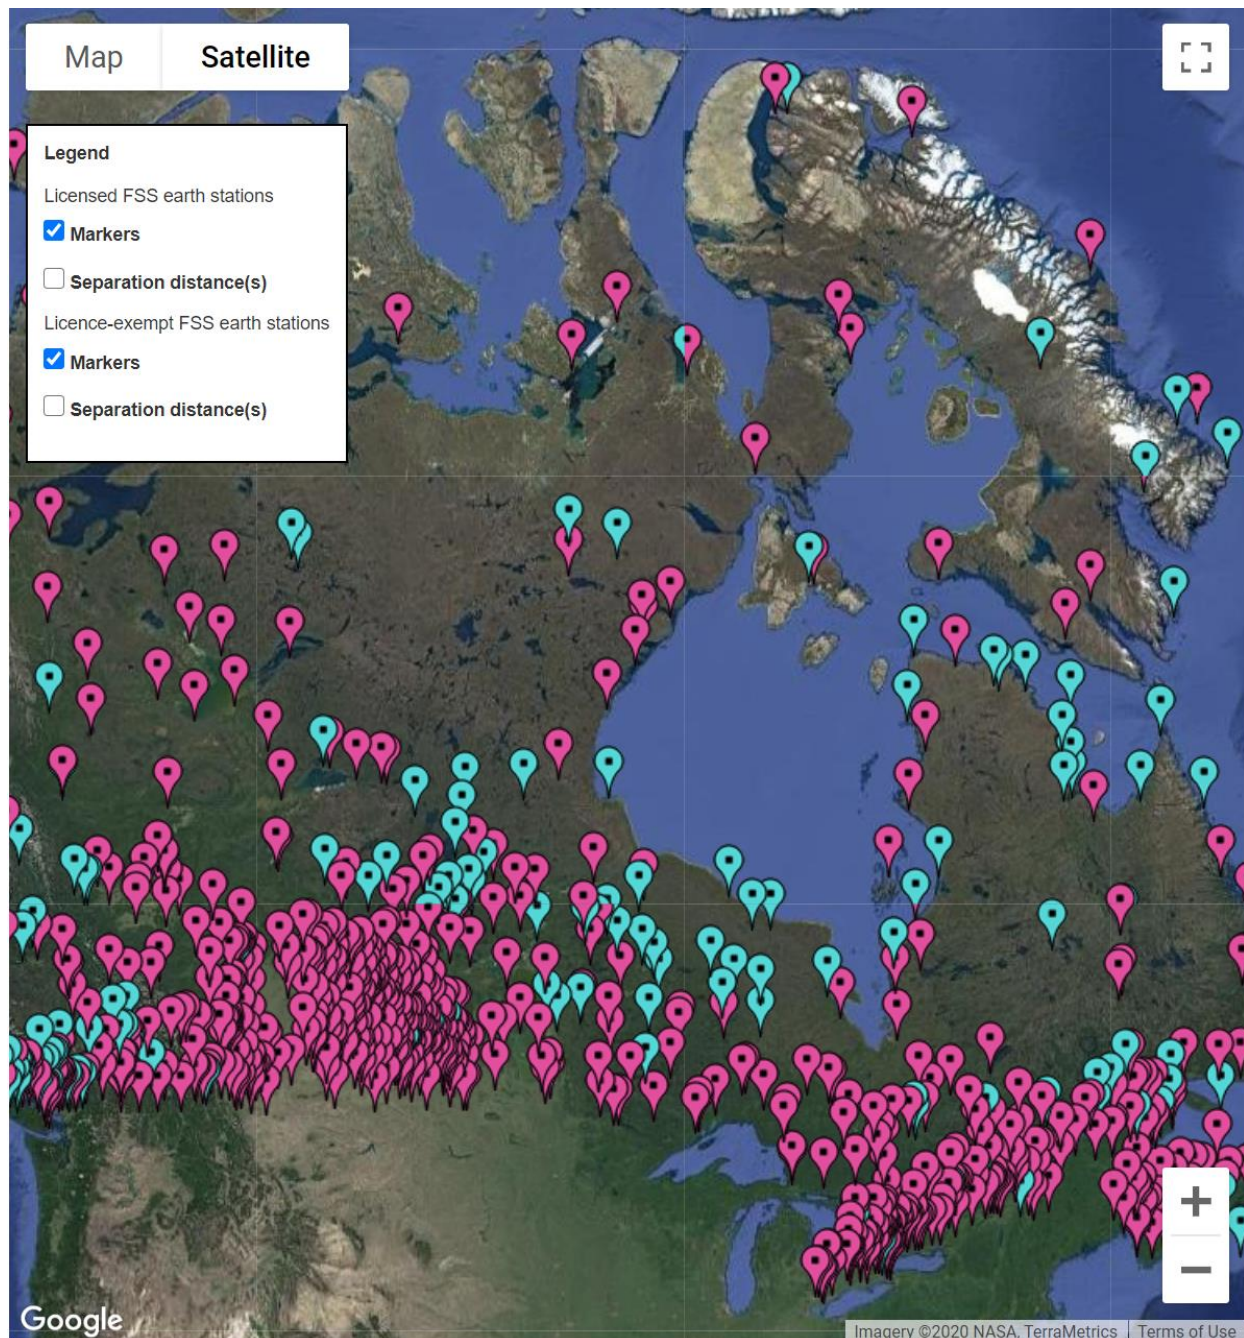 Map
Satellite
Legend
Licensed FSS earth stations
Markers
Separation distance(s)
Licence-exempt FSS earth stations
Markers
Separation distance(s)
+
−
Google
Imagery ©2020 NASA, TerraMetrics
Terms of Use